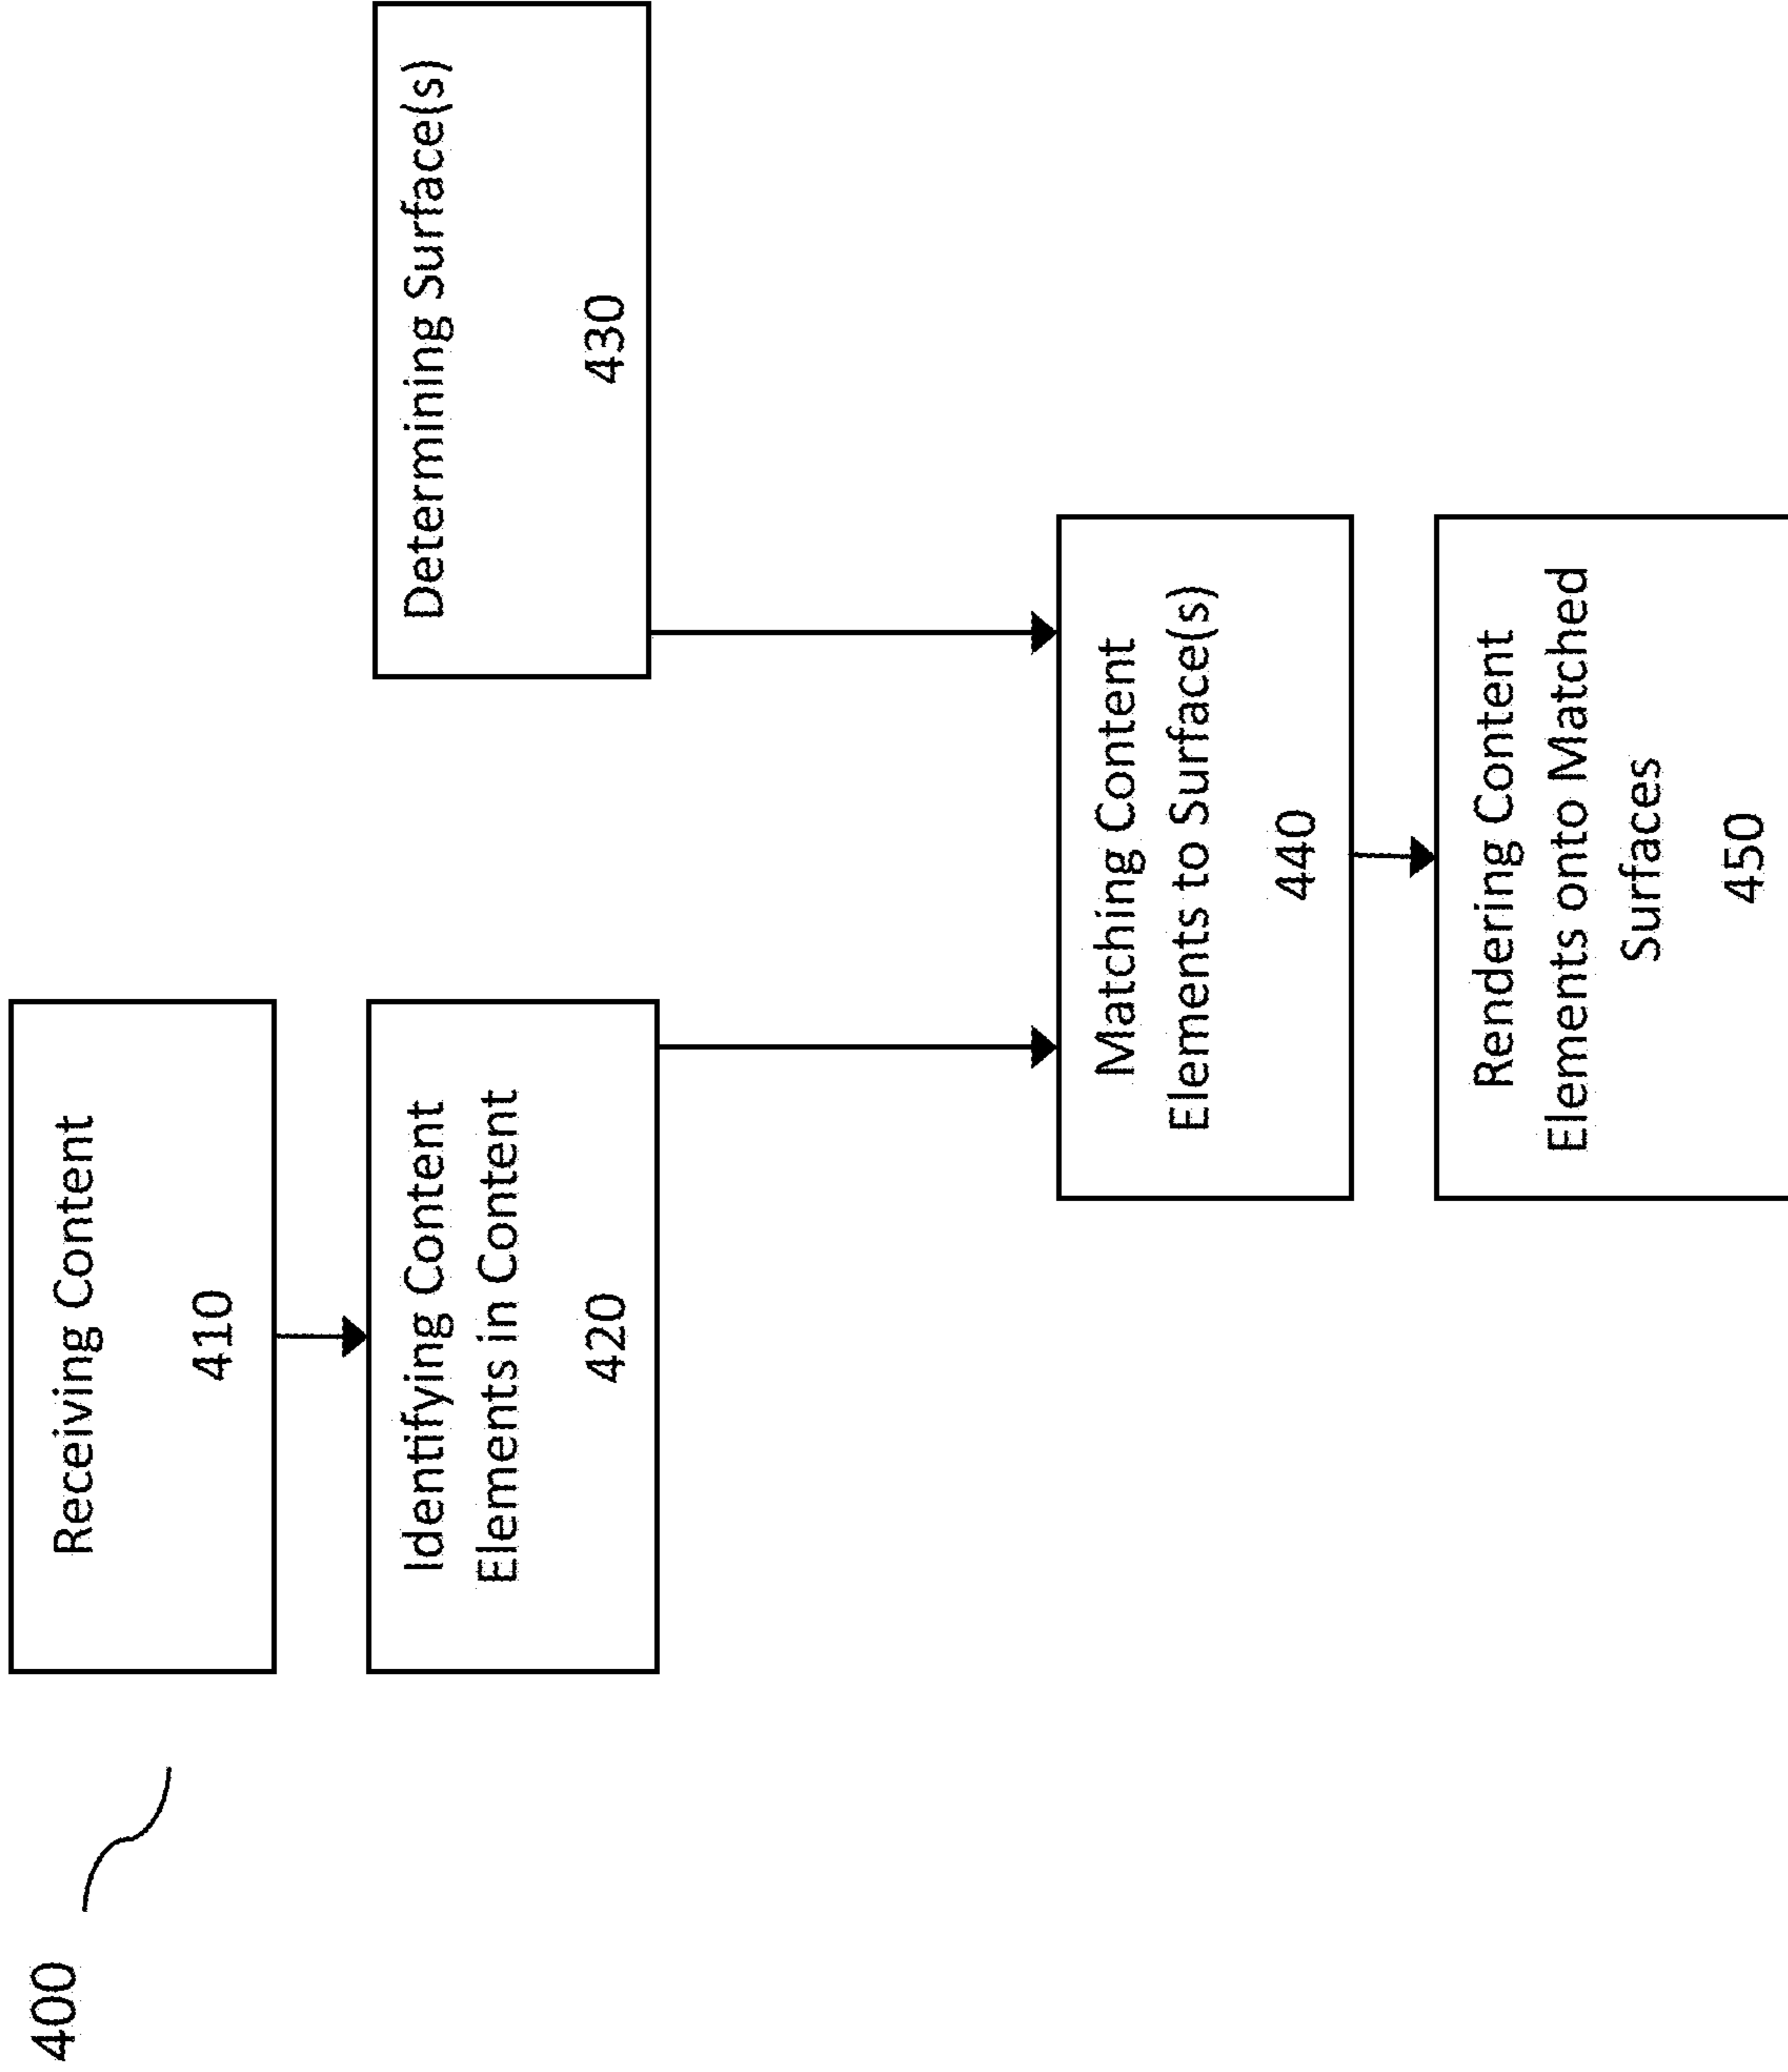 400
Receiving Content
410
Identifying Content
Elements in Content
420
Determining Surface(s)
430
Matching Content
Elements to Surface(s)
440
Rendering Content
Elements onto Matched
Surfaces
450